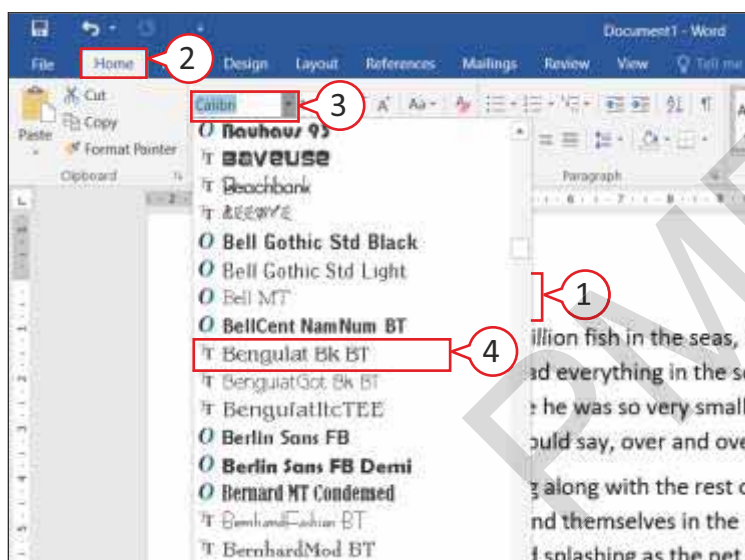 Document1 - Word
File Home Design Layout References Mailings Review View Tell me
2
Cut
Copy
Paste
Format Painter
Clipboard
Calibri
3
Aa
Paragraph
Bauhaus 93
Baveuse
Beachbank
Bell Gothic Std Black
Bell Gothic Std Light
Bell MT
1
BellCent NamNum BT
illion fish in the seas,
Benguiat Bk BT
4
ad everything in the
BenguiatGot Bk BT
he was so very small
BenguiatItcTEE
ould say, over and ove
Berlin Sans FB
Berlin Sans FB Demi
along with the rest
Bernard MT Condensed
nd themselves in the
BernhardFashion BT
splashing as the net
BernhardMod BT